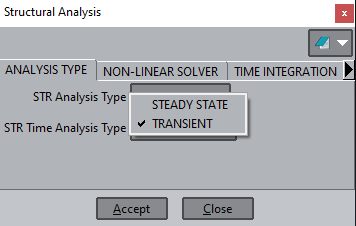 Structural Analysis
ANALYSIS TYPE NON-LINEAR SOLVER TIME INTEGRATION
STR Analysis Type
STEADY STATE
TRANSIENT
STR Time Analysis Type
Accept Close